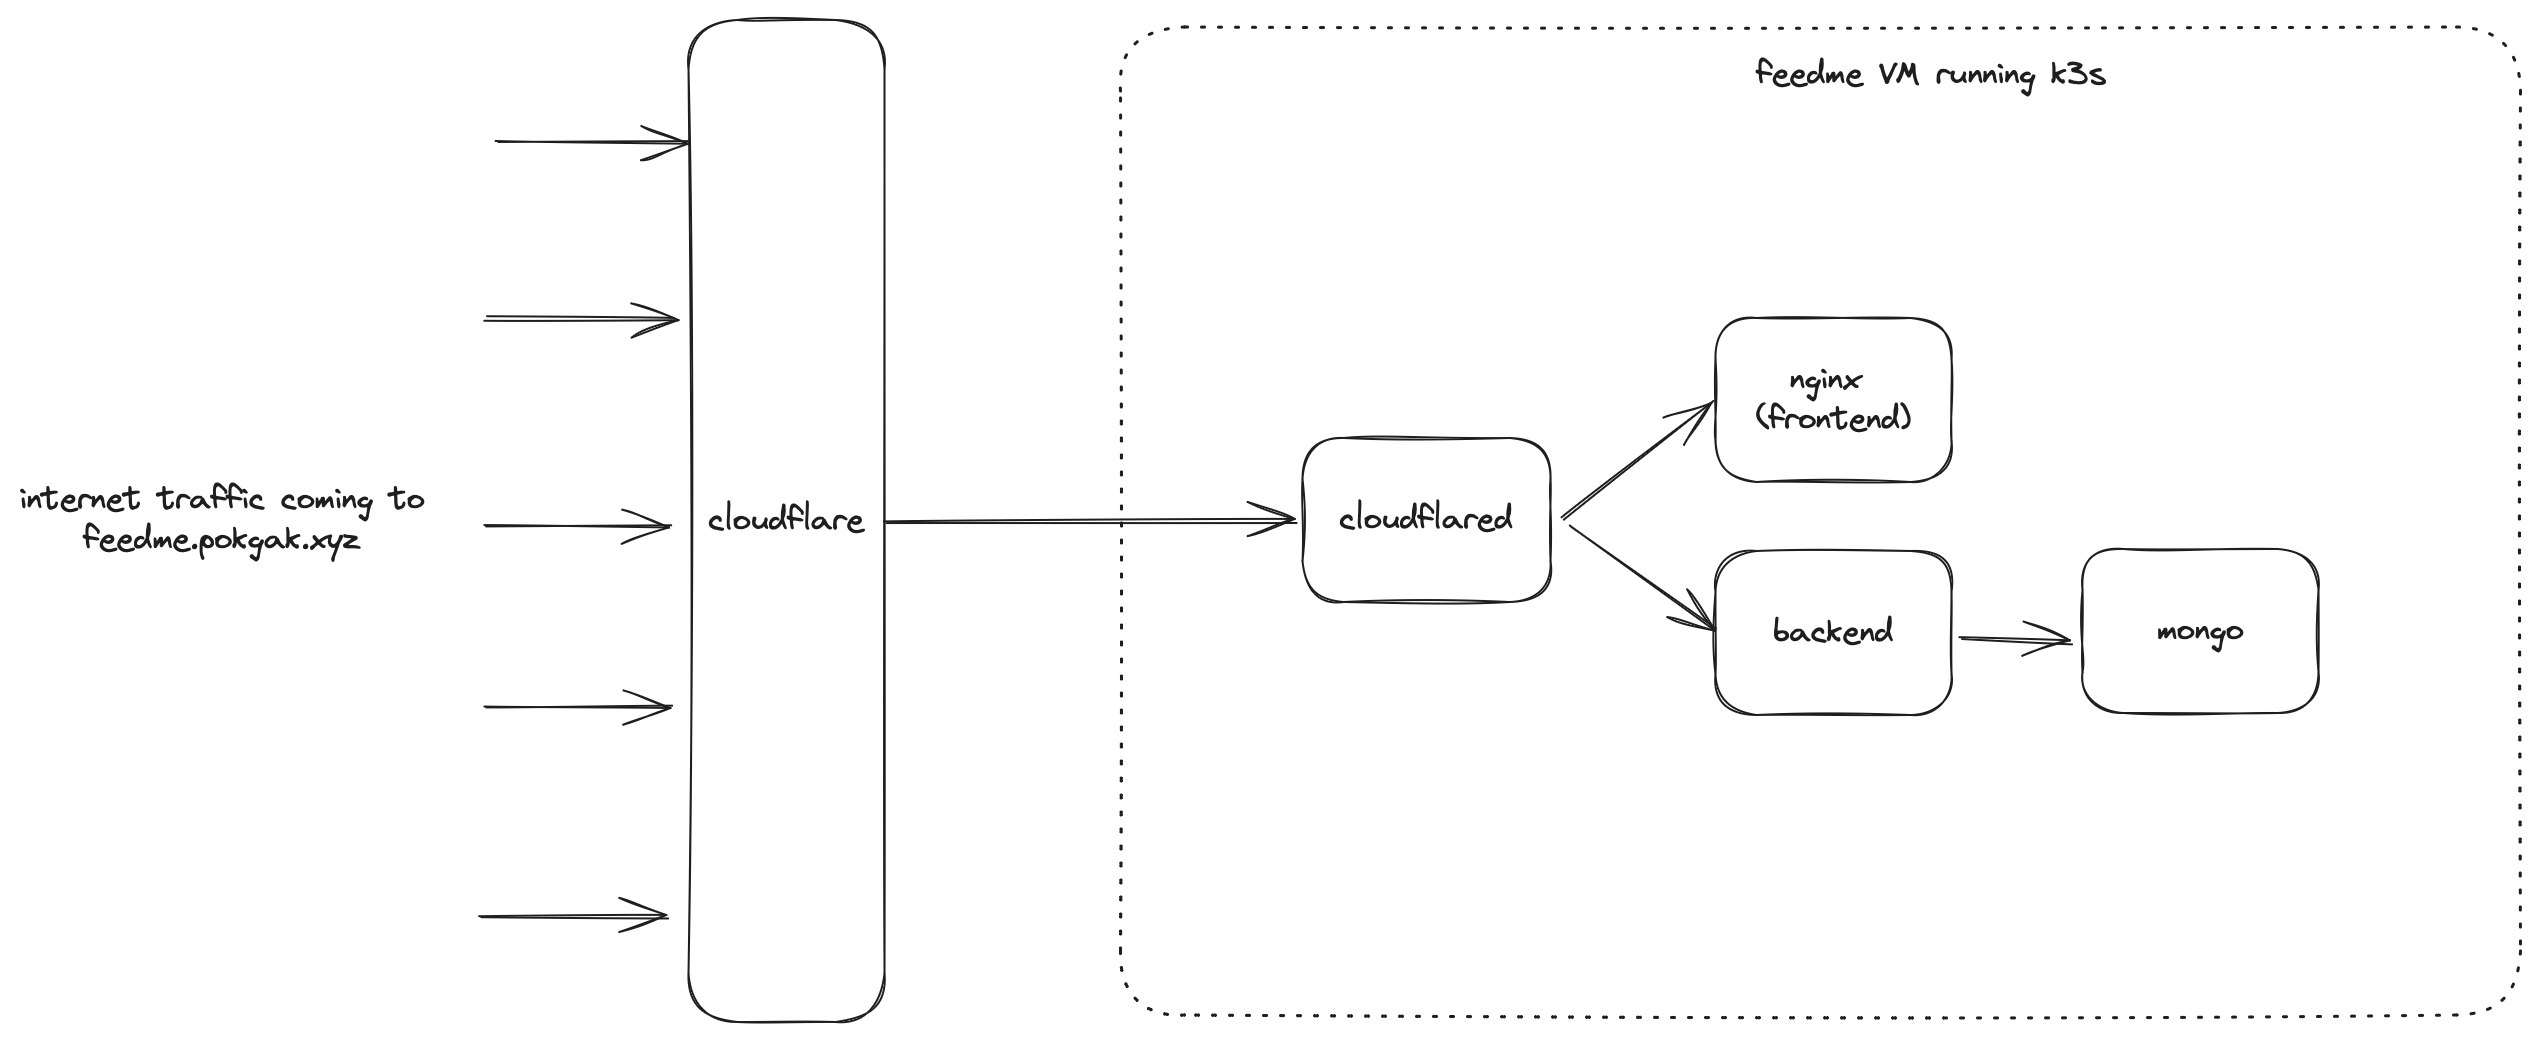 feedme VM running k3s
internet traffic coming to
feedme.pokgak.xyz
cloudflare
cloudflared
nginx
(frontend)
backend
mongo